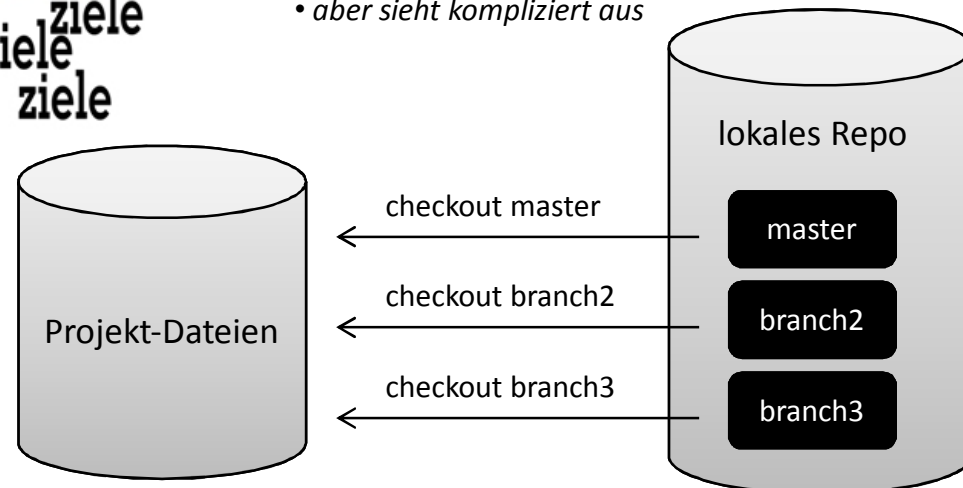 ziele
iele
ziele
• aber sieht kompliziert aus
lokales Repo
checkout master
master
checkout branch2
branch2
Projekt-Dateien
checkout branch3
branch3